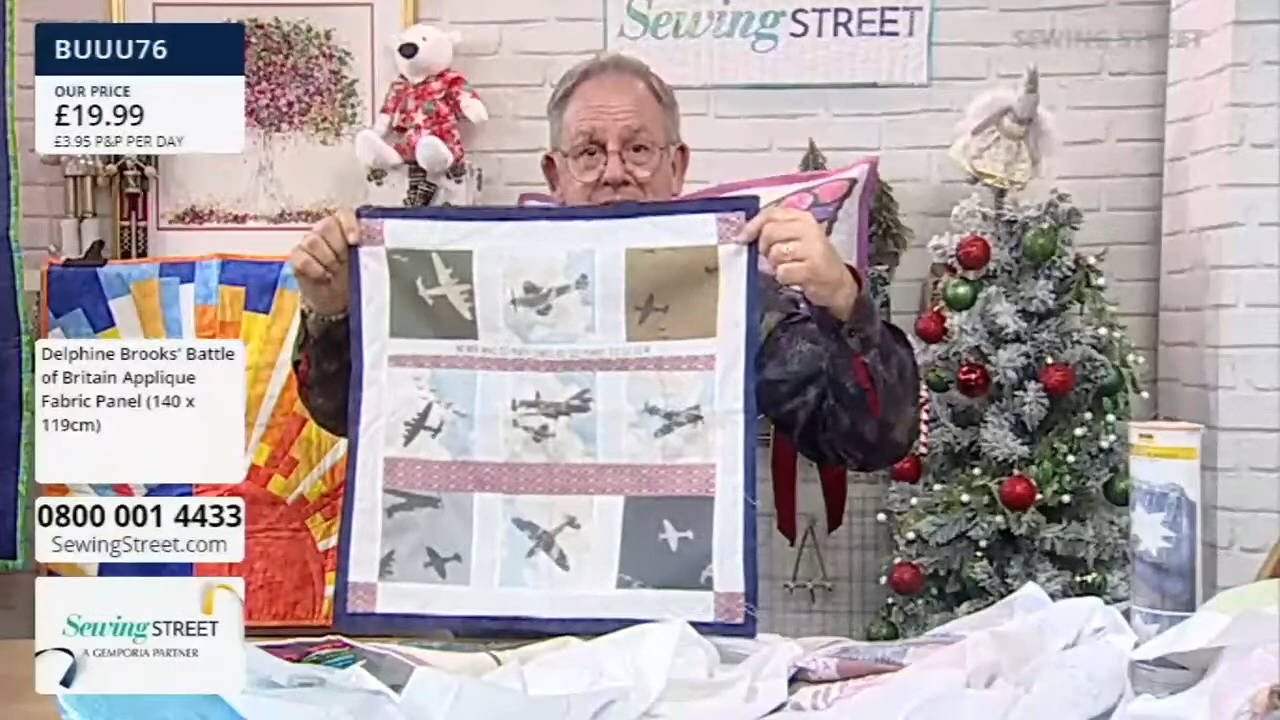 BUUU76
OUR PRICE
£19.99
£3.95 P&P PER DAY
Sewing STREET
SEWING STREET
Delphine Brooks' Battle
of Britain Applique
Fabric Panel (140 x
119cm)
0800 001 4433
SewingStreet.com
Sewing STREET
A GEMPORIA PARTNER